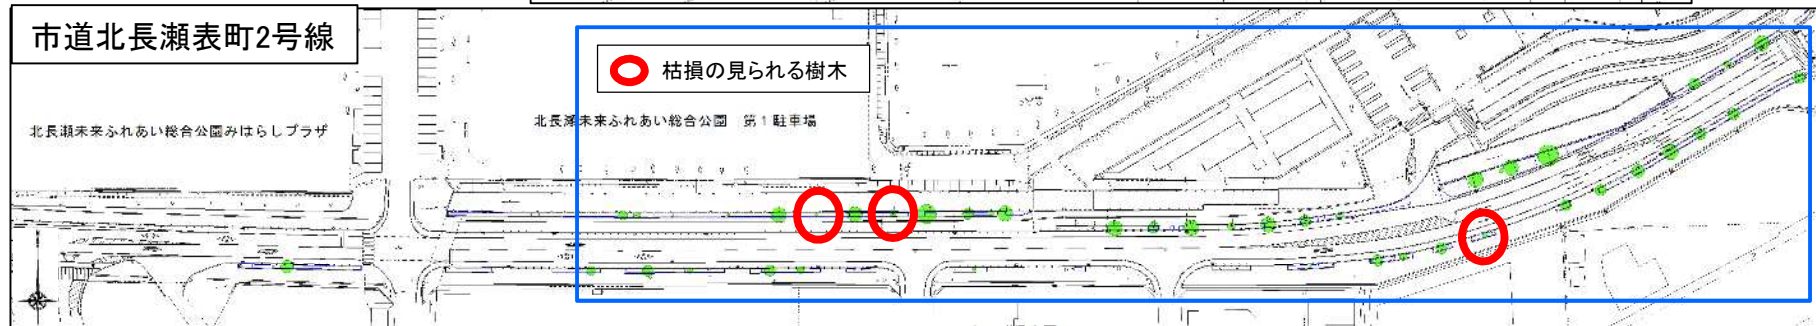 市道北長瀬表町2号線
枯損の見られる樹木
北長瀬未来ふれあい総合公園みはらしプラザ
北長瀬未来ふれあい総合公園 第1駐車場